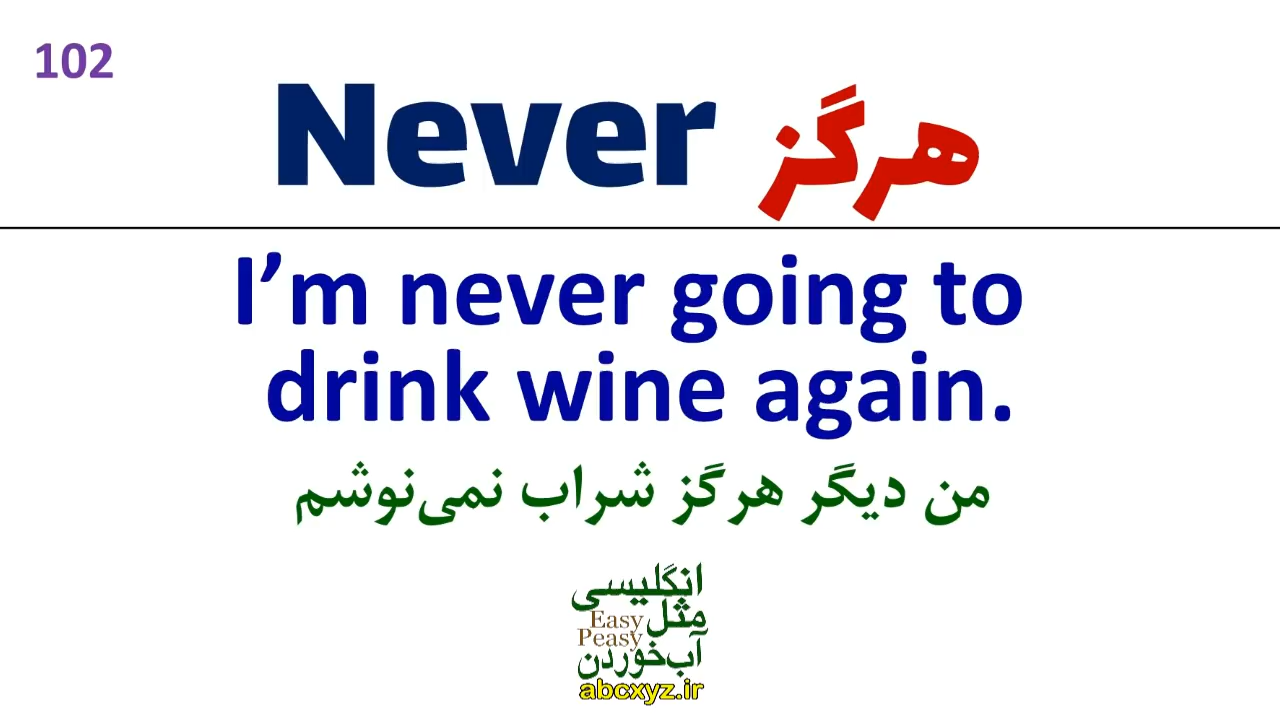 102
Never هرگز
I’m never going to
drink wine again.
من دیگر هرگز شراب نمی‌نوشم
انگلیسی
مثل Easy
Peasy
آب‌خوردن
abcxyz.ir